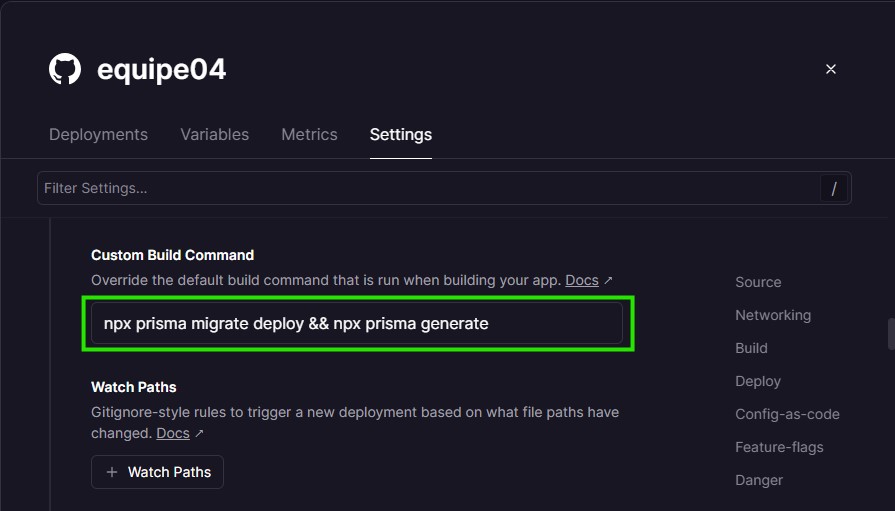 equipe04
Deployments Variables Metrics Settings
Filter Settings... /
Custom Build Command
Override the default build command that is run when building your app. Docs ↗
npx prisma migrate deploy && npx prisma generate
Watch Paths
Gitignore-style rules to trigger a new deployment based on what file paths have
changed. Docs ↗
+ Watch Paths
Source
Networking
Build
Deploy
Config-as-code
Feature-flags
Danger